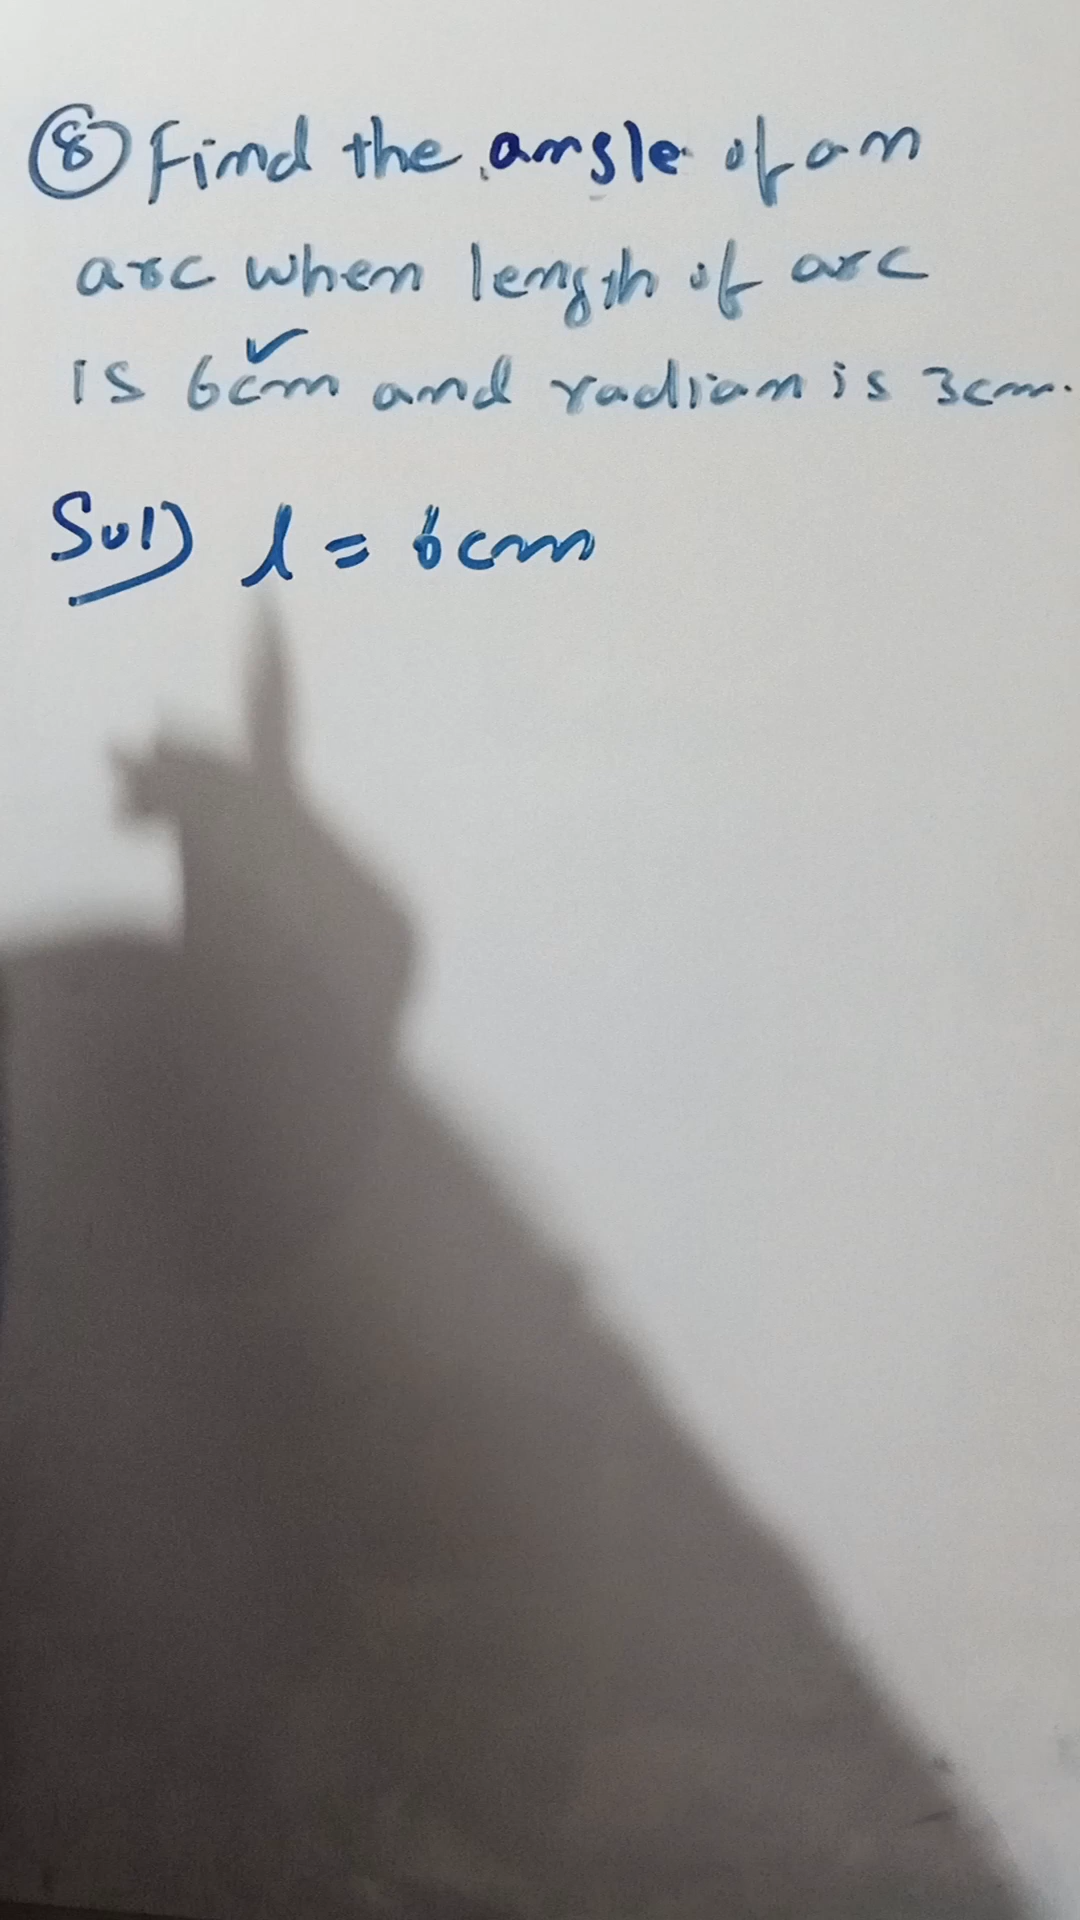 ⑧ Find the angle of an
arc when length of arc
is 6cm and radian is 3cm.
Sol) l = 6cm